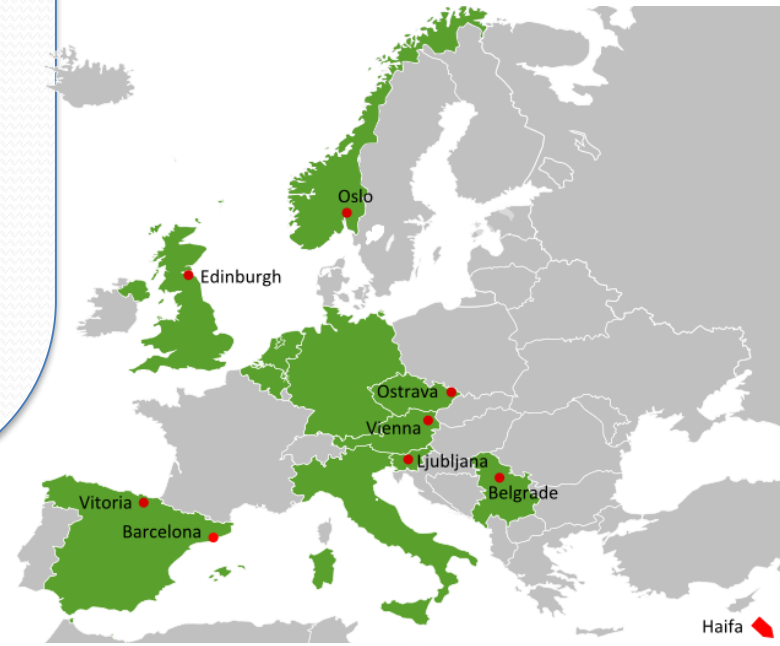 Oslo
Edinburgh
Ostrava
Vienna
Ljubljana
Belgrade
Vitoria
Barcelona
Haifa